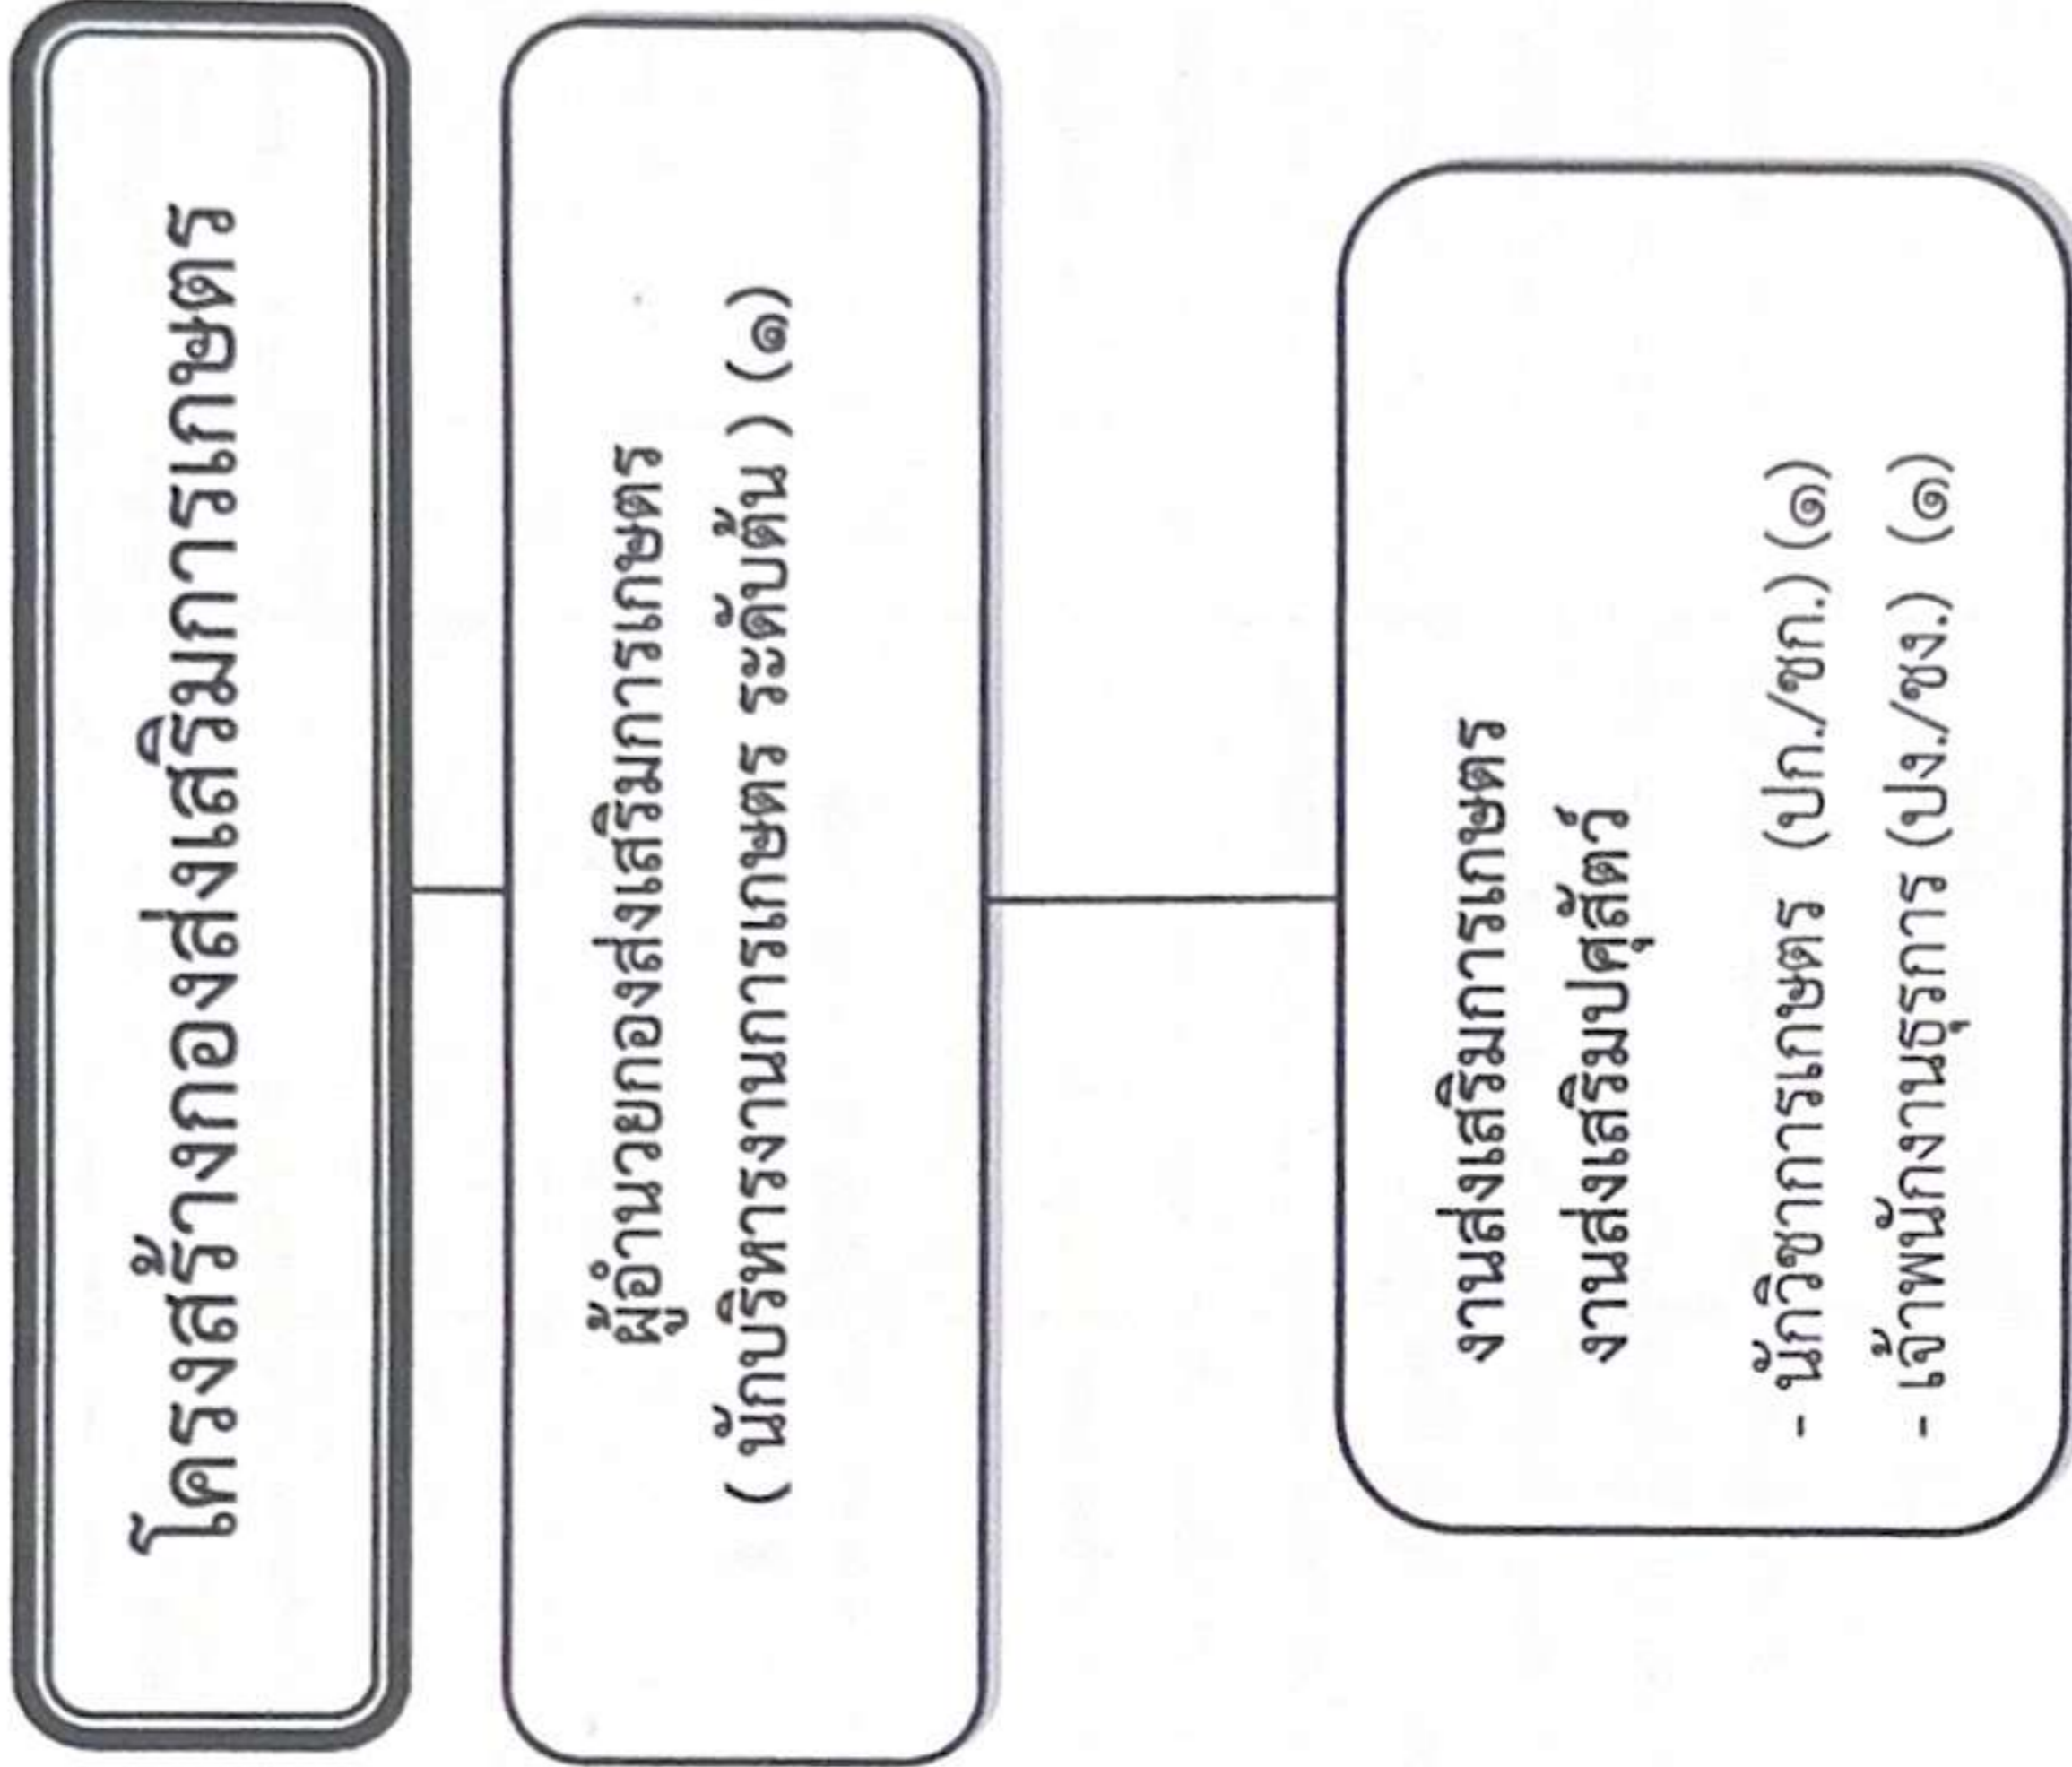 โครงสร้างกองส่งเสริมการเกษตร
ผู้อำนวยกองส่งเสริมการเกษตร
( นักบริหารงานการเกษตร ระดับต้น ) (๑)
งานส่งเสริมการเกษตร
งานส่งเสริมปศุสัตว์
- นักวิชาการเกษตร (ปก./ชก.) (๑)
- เจ้าพนักงานธุรการ (ปง./ชง.) (๑)